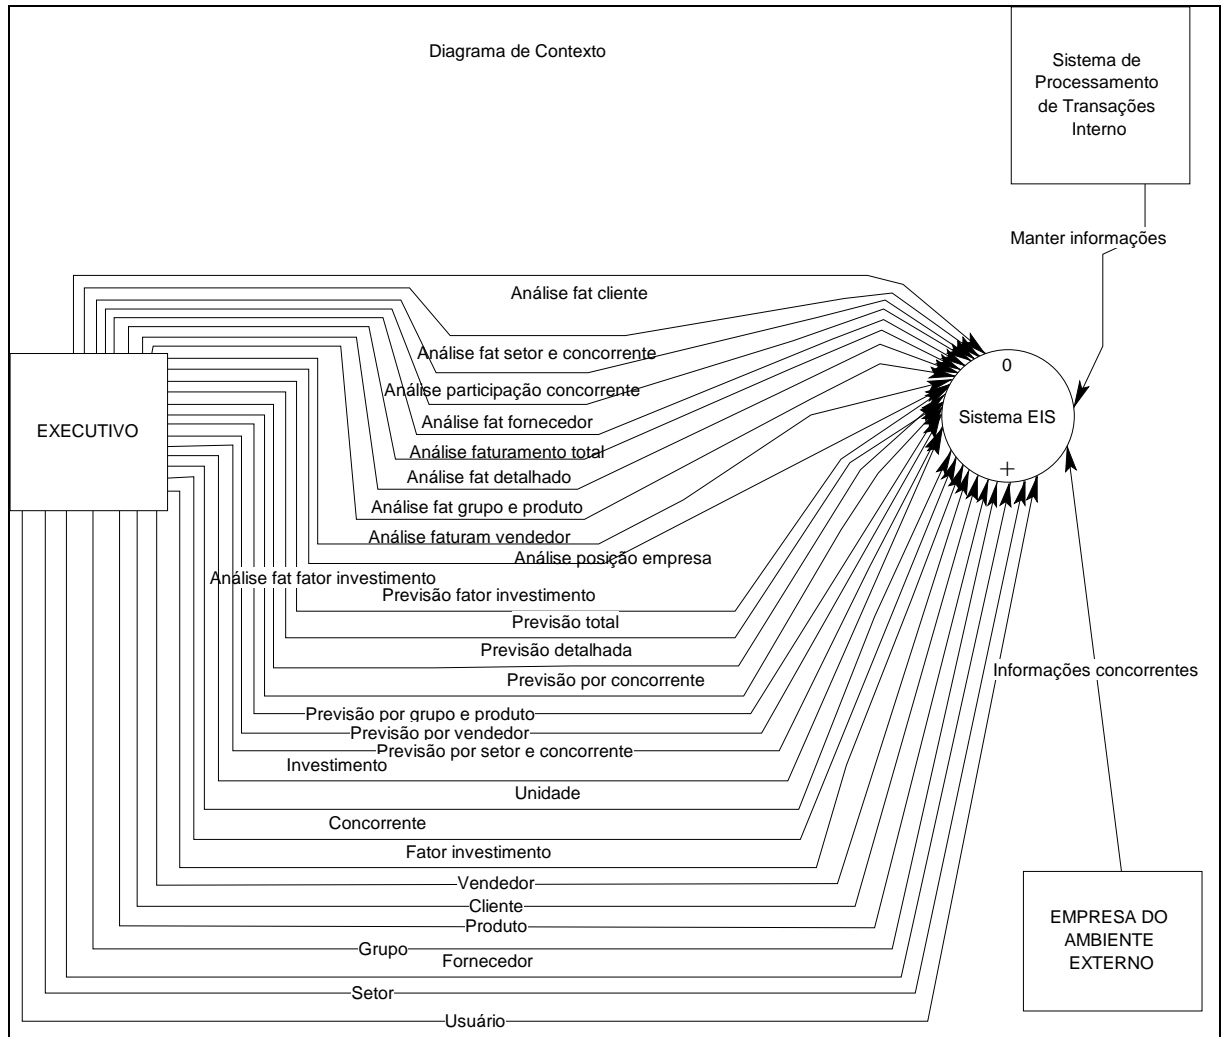 Diagrama de Contexto
Sistema de
Processamento
de Transações
Interno
Manter informações
Análise fat cliente
Análise fat setor e concorrente
Análise participação concorrente
Análise fat fornecedor
Análise faturamento total
Análise fat detalhado
Análise fat grupo e produto
Análise faturam vendedor
Análise posição empresa
Análise fat fator investimento
EXECUTIVO
0
Sistema EIS
+
Previsão fator investimento
Previsão total
Previsão detalhada
Previsão por concorrente
Previsão por grupo e produto
Previsão por vendedor
Previsão por setor e concorrente
Investimento
Unidade
Concorrente
Fator investimento
Vendedor
Cliente
Produto
Grupo
Fornecedor
Setor
Usuário
Informações concorrentes
EMPRESA DO
AMBIENTE
EXTERNO